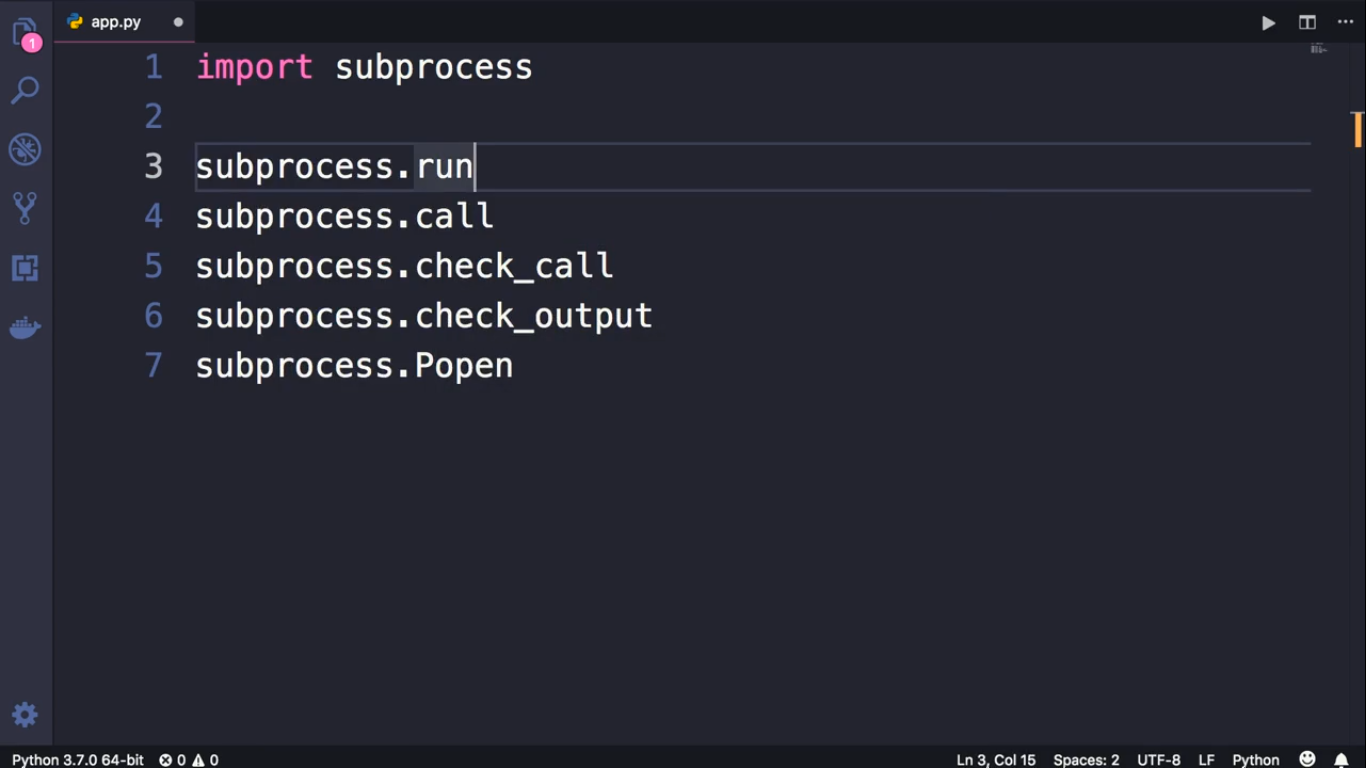 app.py
1
1 import subprocess
2
3 subprocess.run
4 subprocess.call
5 subprocess.check_call
6 subprocess.check_output
7 subprocess.Popen
Python 3.7.0 64-bit 0 0 Ln 3, Col 15 Spaces: 2 UTF-8 LF Python